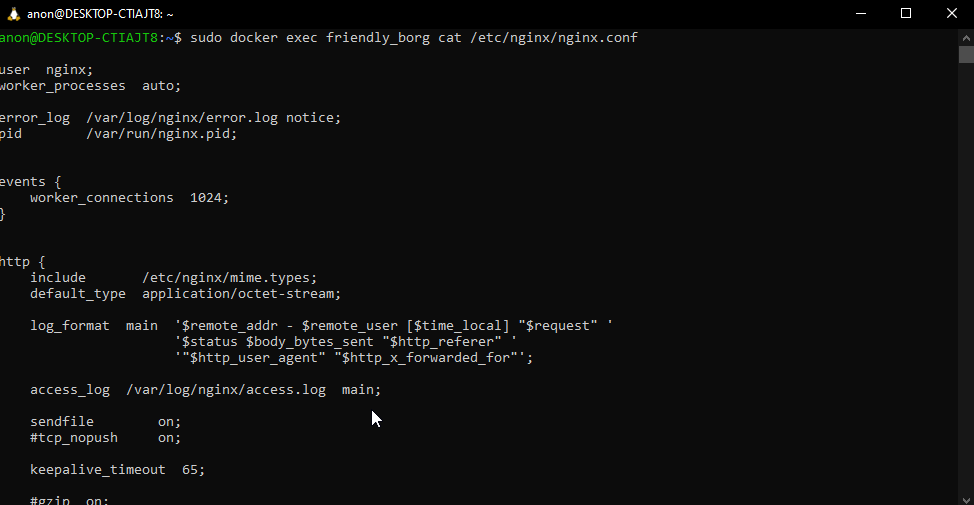 anon@DESKTOP-CTIAJT8: ~
anon@DESKTOP-CTIAJT8:~$ sudo docker exec friendly_borg cat /etc/nginx/nginx.conf
user  nginx;
worker_processes  auto;
error_log  /var/log/nginx/error.log notice;
pid        /var/run/nginx.pid;
events {
    worker_connections  1024;
}
http {
    include       /etc/nginx/mime.types;
    default_type  application/octet-stream;
    log_format  main  '$remote_addr - $remote_user [$time_local] "$request" '
                      '$status $body_bytes_sent "$http_referer" '
                      '"$http_user_agent" "$http_x_forwarded_for"';
    access_log  /var/log/nginx/access.log  main;
    sendfile        on;
    #tcp_nopush     on;
    keepalive_timeout  65;
    #gzip  on;